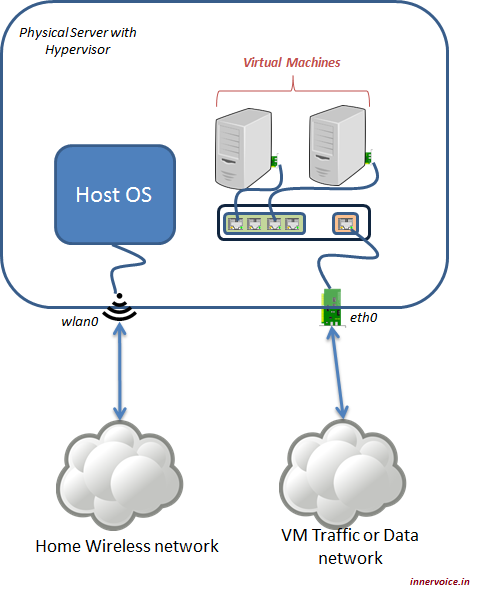 Physical Server with
Hypervisor
Virtual Machines
Host OS
wlan0
eth0
Home Wireless network
VM Traffic or Data
network
innervoice.in